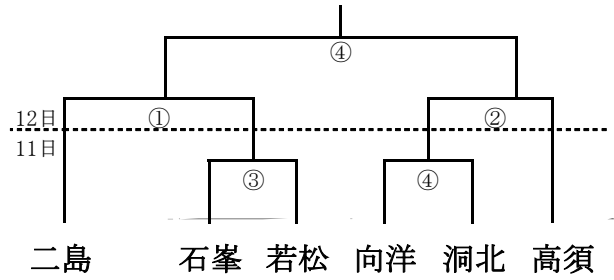 ④
12日 ① ②
11日
③ ④
二島 石峯 若松 向洋 洞北 高須